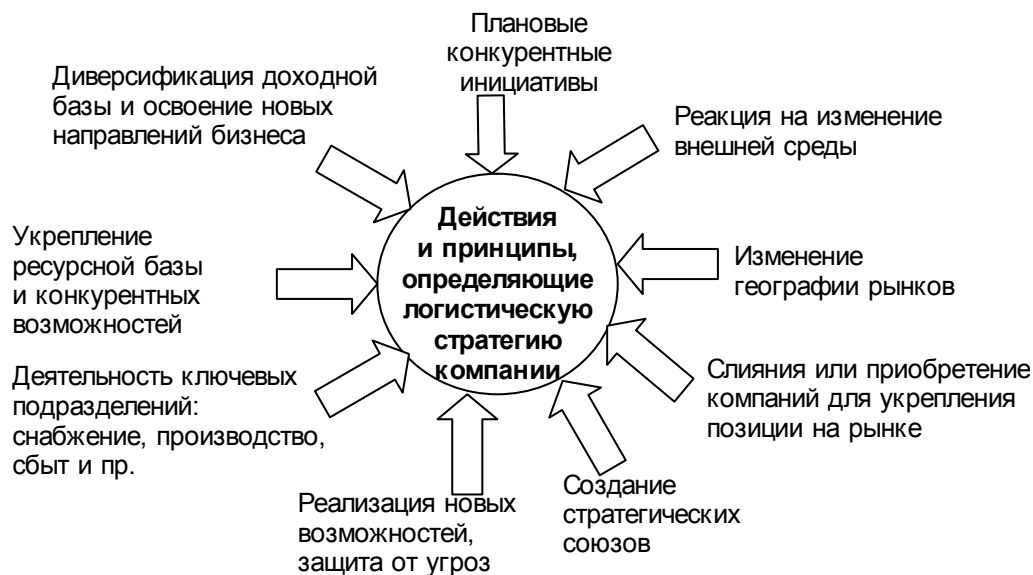 Плановые
конкурентные
инициативы
Диверсификация доходной
базы и освоение новых
направлений бизнеса
Реакция на изменение
внешней среды
Действия
и принципы,
определяющие
логистическую
стратегию
компании
Укрепление
ресурсной базы
и конкурентных
возможностей
Изменение
географии рынков
Деятельность ключевых
подразделений:
снабжение, производство,
сбыт и пр.
Слияния или приобретение
компаний для укрепления
позиции на рынке
Реализация новых
возможностей,
защита от угроз
Создание
стратегических
союзов